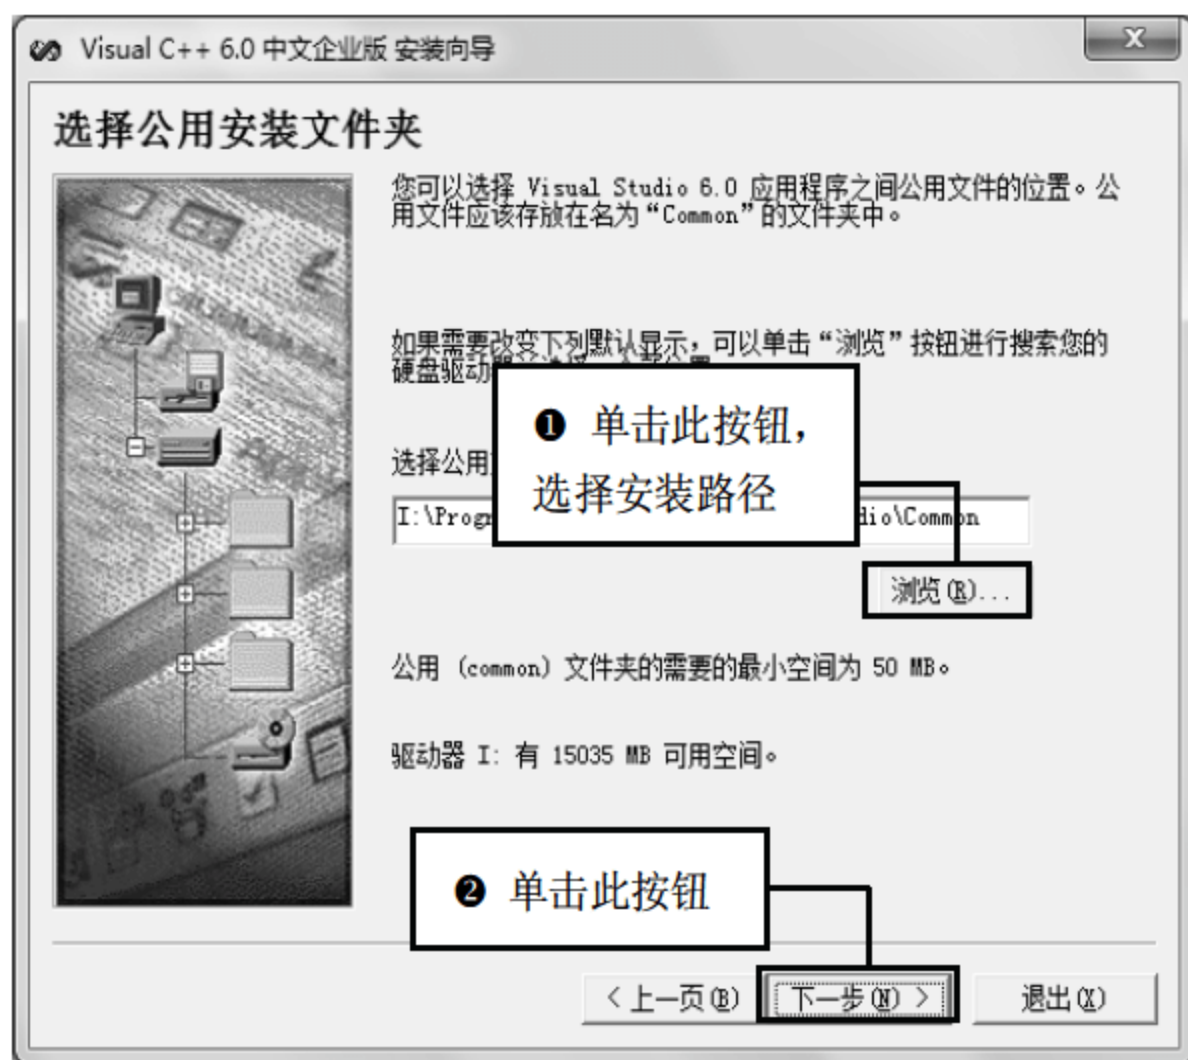 Visual C++ 6.0 中文企业版 安装向导
X
选择公用安装文件夹
您可以选择 Visual Studio 6.0 应用程序之间公用文件的位置。公
用文件应该存放在名为“Common”的文件夹中。
如果需要改变下列默认显示，可以单击“浏览”按钮进行搜索您的
硬盘驱动
❶ 单击此按钮，
选择安装路径
选择公用
I:\Progr dio\Common
浏览(R)...
公用 (common) 文件夹的需要的最小空间为 50 MB。
驱动器 I: 有 15035 MB 可用空间。
❷ 单击此按钮
<上一页(B) 下一步(N)> 退出(X)